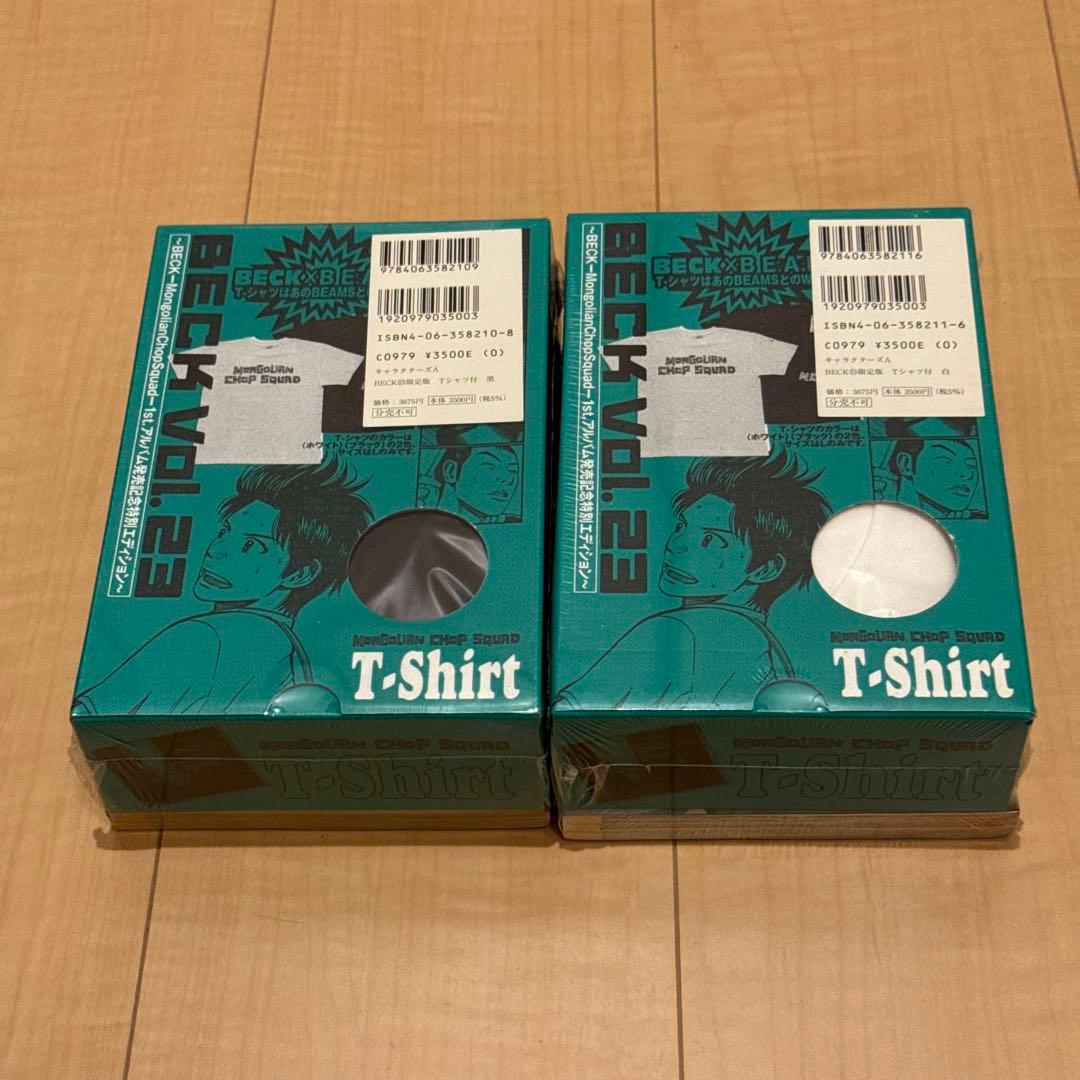 ~BECK-MongolianChopSquad-1st.アルバム発売記念特別エディション~
BECK Vol.23
BECK×BEA
T-シャツはあのBEAMSと
MONGOLIAN
CHOP SQUAD
T-シャツのカラーは
〈ホワイト〉〈ブラック〉の2色、
サイズはLのみです。
9784063582109
1920979035003
ISBN4-06-358210-8
C0979 ¥3500E (0)
キャラクターズA
BECK㉓限定版 Tシャツ付 黒
価格:3675円 本体3500円 (税5%)
分売不可
MONGOLIAN CHOP SQUAD
T-Shirt
MONGOLIAN CHOP SQUAD
T-Shirt
~BECK-MongolianChopSquad-1st.アルバム発売記念特別エディション~
BECK Vol.23
BECK×BEA
T-シャツはあのBEAMSとのW
MONGOLIAN
CHOP SQUAD
T-シャツのカラーは
〈ホワイト〉〈ブラック〉の2色、
サイズはLのみです。
9784063582116
1920979035003
ISBN4-06-358211-6
C0979 ¥3500E (0)
キャラクターズA
BECK㉓限定版 Tシャツ付 白
価格:3675円 本体3500円 (税5%)
分売不可
MONGOLIAN CHOP SQUAD
T-Shirt
MONGOLIAN CHOP SQUAD
T-Shirt